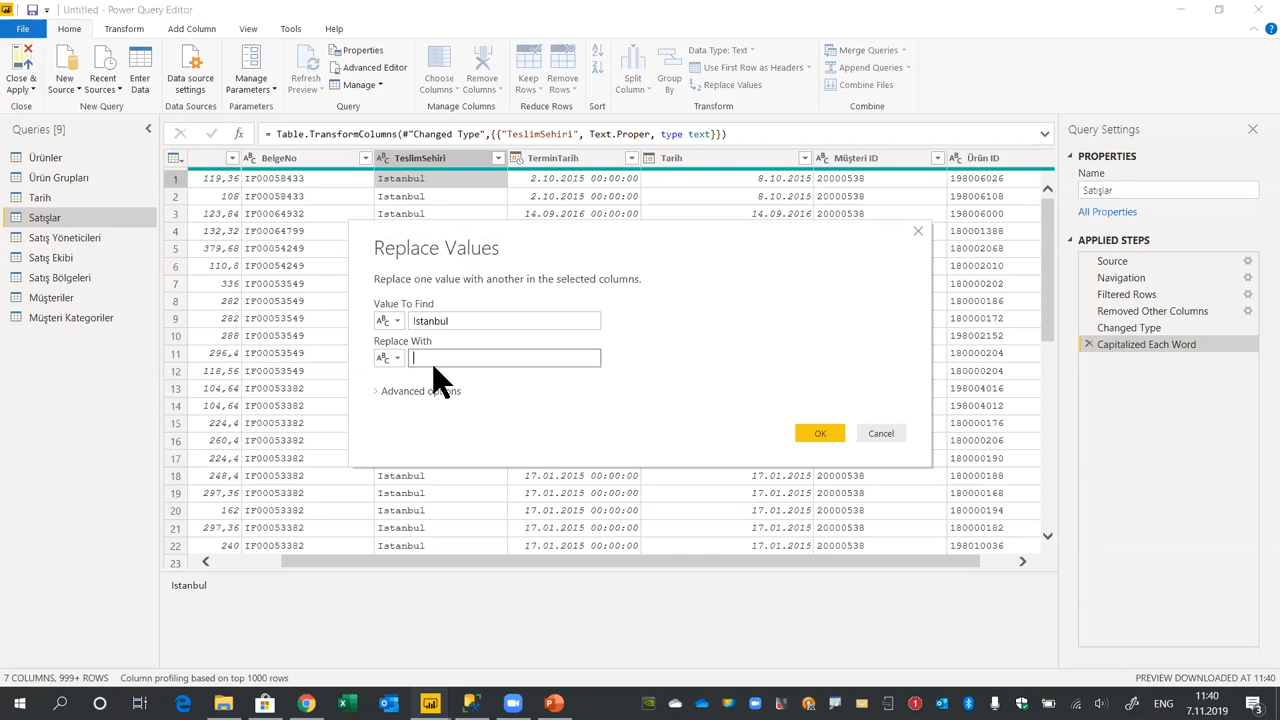 Untitled - Power Query Editor
File Home Transform Add Column View Tools Help
Close & Apply
New Source
Recent Sources
Enter Data
Data source settings
Manage Parameters
Refresh Preview
Properties
Advanced Editor
Manage
Choose Columns
Remove Columns
Keep Rows
Remove Rows
Split Column
Group By
Data Type: Text
Use First Row as Headers
Replace Values
Merge Queries
Append Queries
Combine Files
Close New Query Data Sources Parameters Query Manage Columns Reduce Rows Sort Transform Combine
Queries [9]
Ürünler
Ürün Grupları
Tarih
Satışlar
Satış Yöneticileri
Satış Ekibi
Satış Bölgeleri
Müşteriler
Müşteri Kategoriler
= Table.TransformColumns(#"Changed Type",{{"TeslimSehiri", Text.Proper, type text}})
BelgeNo TeslimSehiri TerminTarih Tarih Müşteri ID Ürün ID
1 119,36 IF00058433 Istanbul 2.10.2015 00:00:00 8.10.2015 20000538 198006026
2 108 IF00058433 Istanbul 2.10.2015 00:00:00 8.10.2015 20000538 198006108
3 123,84 IF00064932 Istanbul 14.09.2016 00:00:00 14.09.2016 20000538 198006000
4 132,32 IF00064799 180001388
5 379,68 IF00054249 180002068
6 110,8 IF00054249 180002010
7 336 IF00053549 180000202
8 282 IF00053549 180000186
9 282 IF00053549 180000172
10 288 IF00053549 198002152
11 296,4 IF00053549 180000204
12 118,56 IF00053549 180000204
13 104,64 IF00053382 198004016
14 104,64 IF00053382 198004012
15 224,4 IF00053382 180000176
16 260,4 IF00053382 180000206
17 224,4 IF00053382 180000190
18 248,4 IF00053382 Istanbul 17.01.2015 00:00:00 17.01.2015 20000538 180000188
19 297,36 IF00053382 Istanbul 17.01.2015 00:00:00 17.01.2015 20000538 180000168
20 162 IF00053382 Istanbul 17.01.2015 00:00:00 17.01.2015 20000538 180000194
21 297,36 IF00053382 Istanbul 17.01.2015 00:00:00 17.01.2015 20000538 180000182
22 240 IF00053382 Istanbul 17.01.2015 00:00:00 17.01.2015 20000538 198010036
23
Replace Values
Replace one value with another in the selected columns.
Value To Find
Istanbul
Replace With
Advanced options
OK Cancel
Istanbul
Query Settings
PROPERTIES
Name
Satışlar
All Properties
APPLIED STEPS
Source
Navigation
Filtered Rows
Removed Other Columns
Changed Type
Capitalized Each Word
7 COLUMNS, 999+ ROWS Column profiling based on top 1000 rows PREVIEW DOWNLOADED AT 11:40
ENG
11:40
7.11.2019